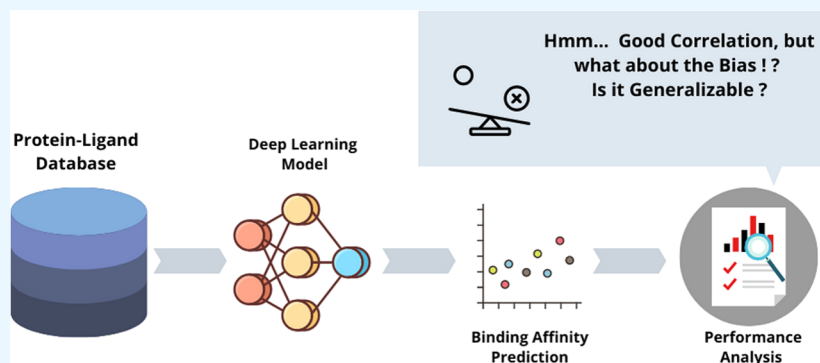 Hmm... Good Correlation, but
what about the Bias ! ?
Is it Generalizable ?
Protein-Ligand
Database
Deep Learning
Model
Binding Affinity
Prediction
Performance
Analysis